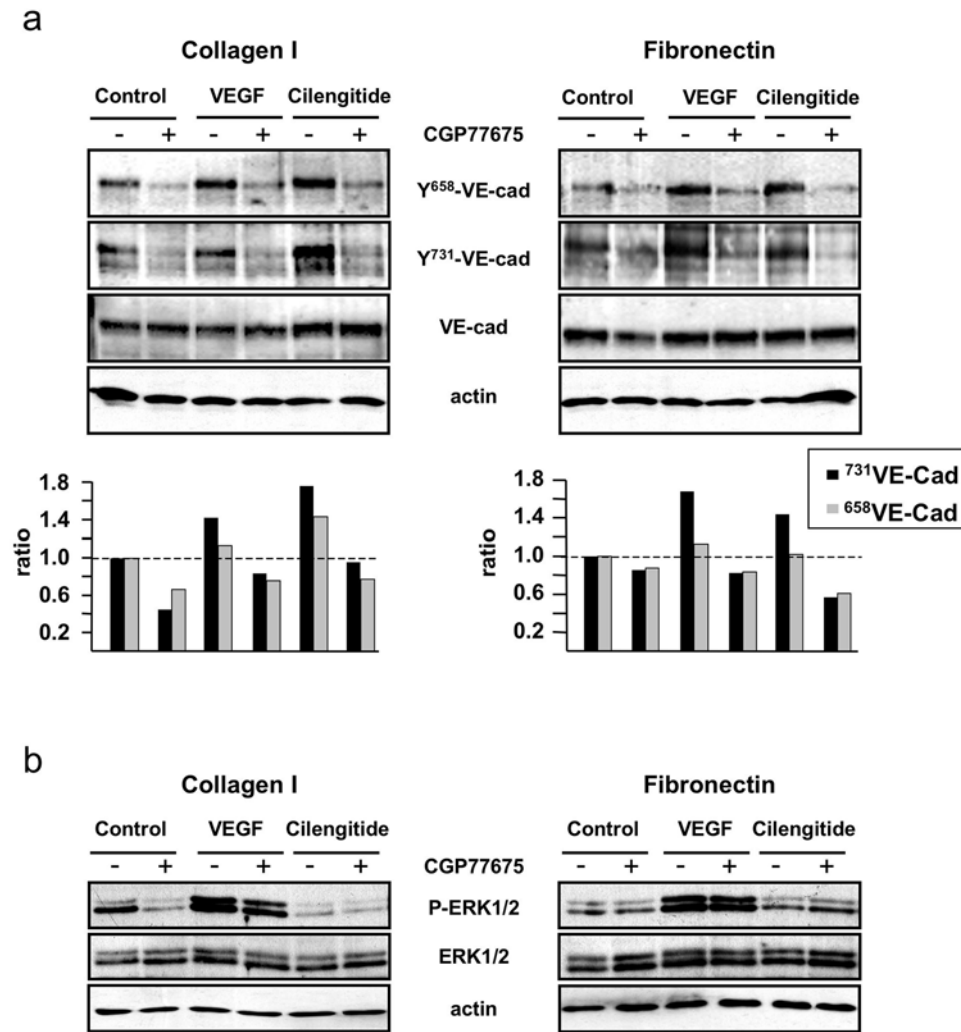 a
Collagen I Fibronectin
Control VEGF Cilengitide Control VEGF Cilengitide
- + - + - + CGP77675 - + - + - +
Y658-VE-cad
Y731-VE-cad
VE-cad
actin
1.8
1.4
1.0
0.6
0.2
ratio
1.8
1.4
1.0
0.6
0.2
ratio
731VE-Cad
658VE-Cad
b
Collagen I Fibronectin
Control VEGF Cilengitide Control VEGF Cilengitide
- + - + - + CGP77675 - + - + - +
P-ERK1/2
ERK1/2
actin